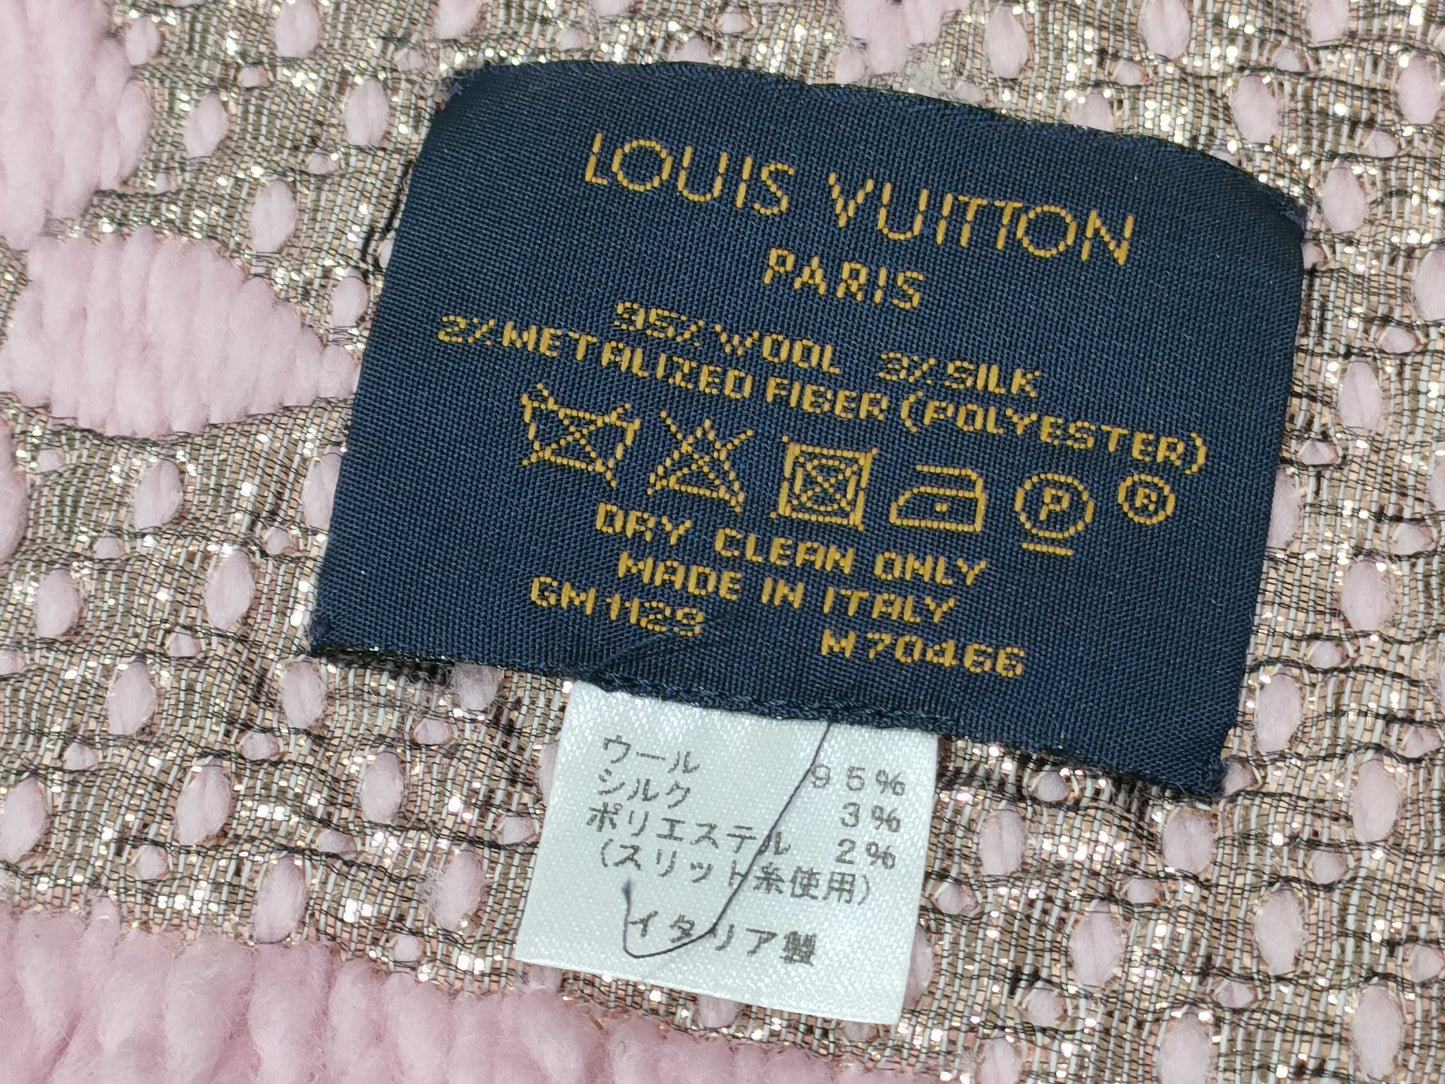 LOUIS VUITTON
PARIS
95% WOOL 3% SILK
2% METALIZED FIBER (POLYESTER)
P R
DRY CLEAN ONLY
MADE IN ITALY
GM1129 M70466
ウール 95%
シルク 3%
ポリエステル 2%
(スリット糸使用)
イタリア製